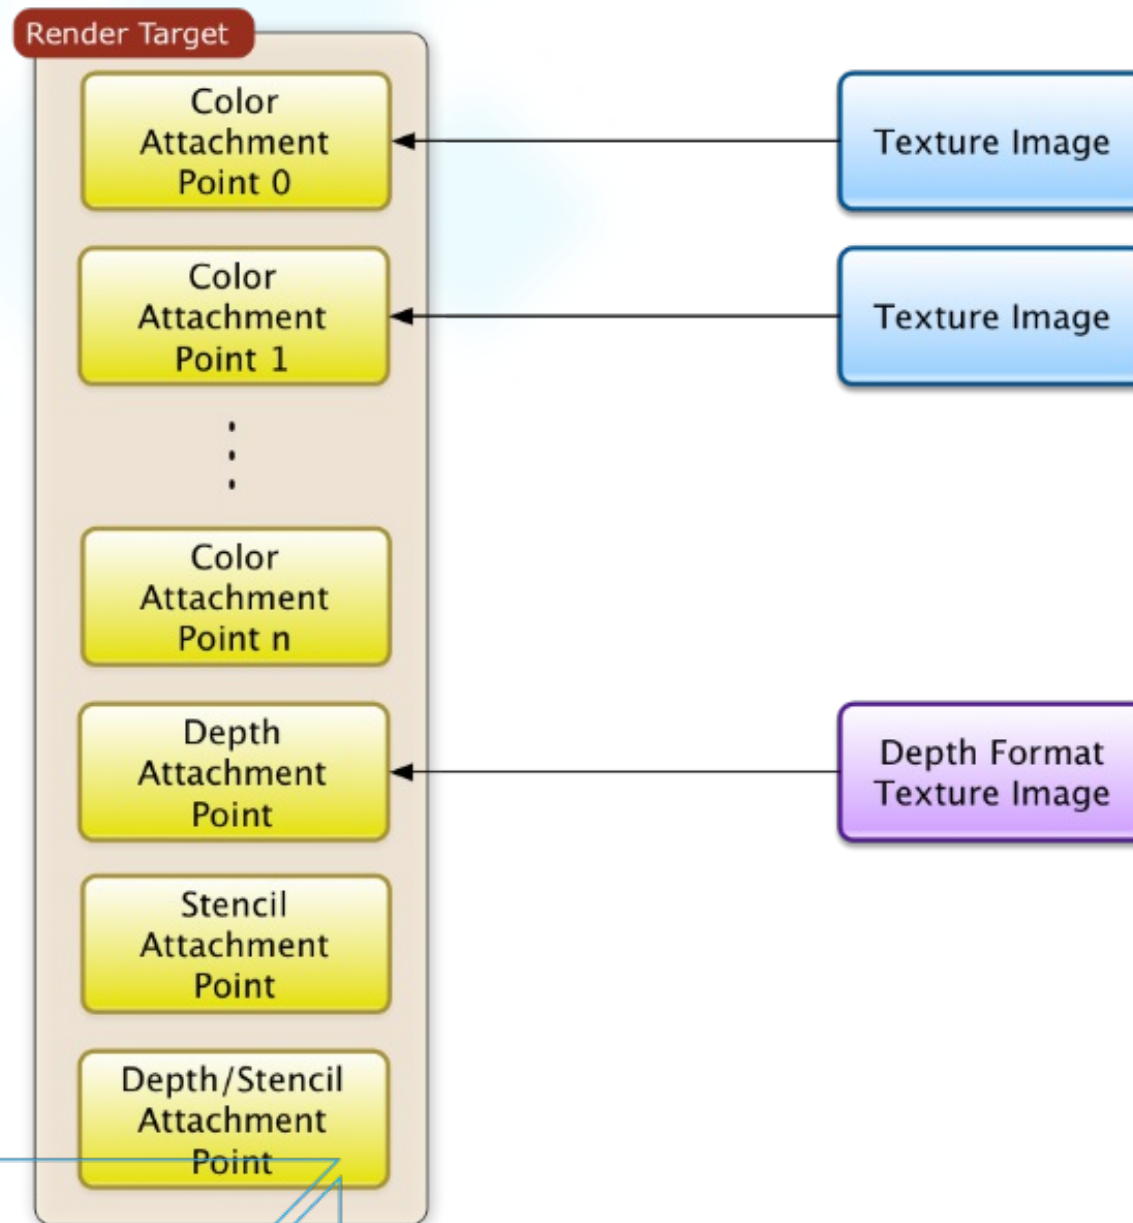 Render Target
Color
Attachment
Point 0
Texture Image
Color
Attachment
Point 1
Texture Image
Color
Attachment
Point n
Depth
Attachment
Point
Depth Format
Texture Image
Stencil
Attachment
Point
Depth/Stencil
Attachment
Point